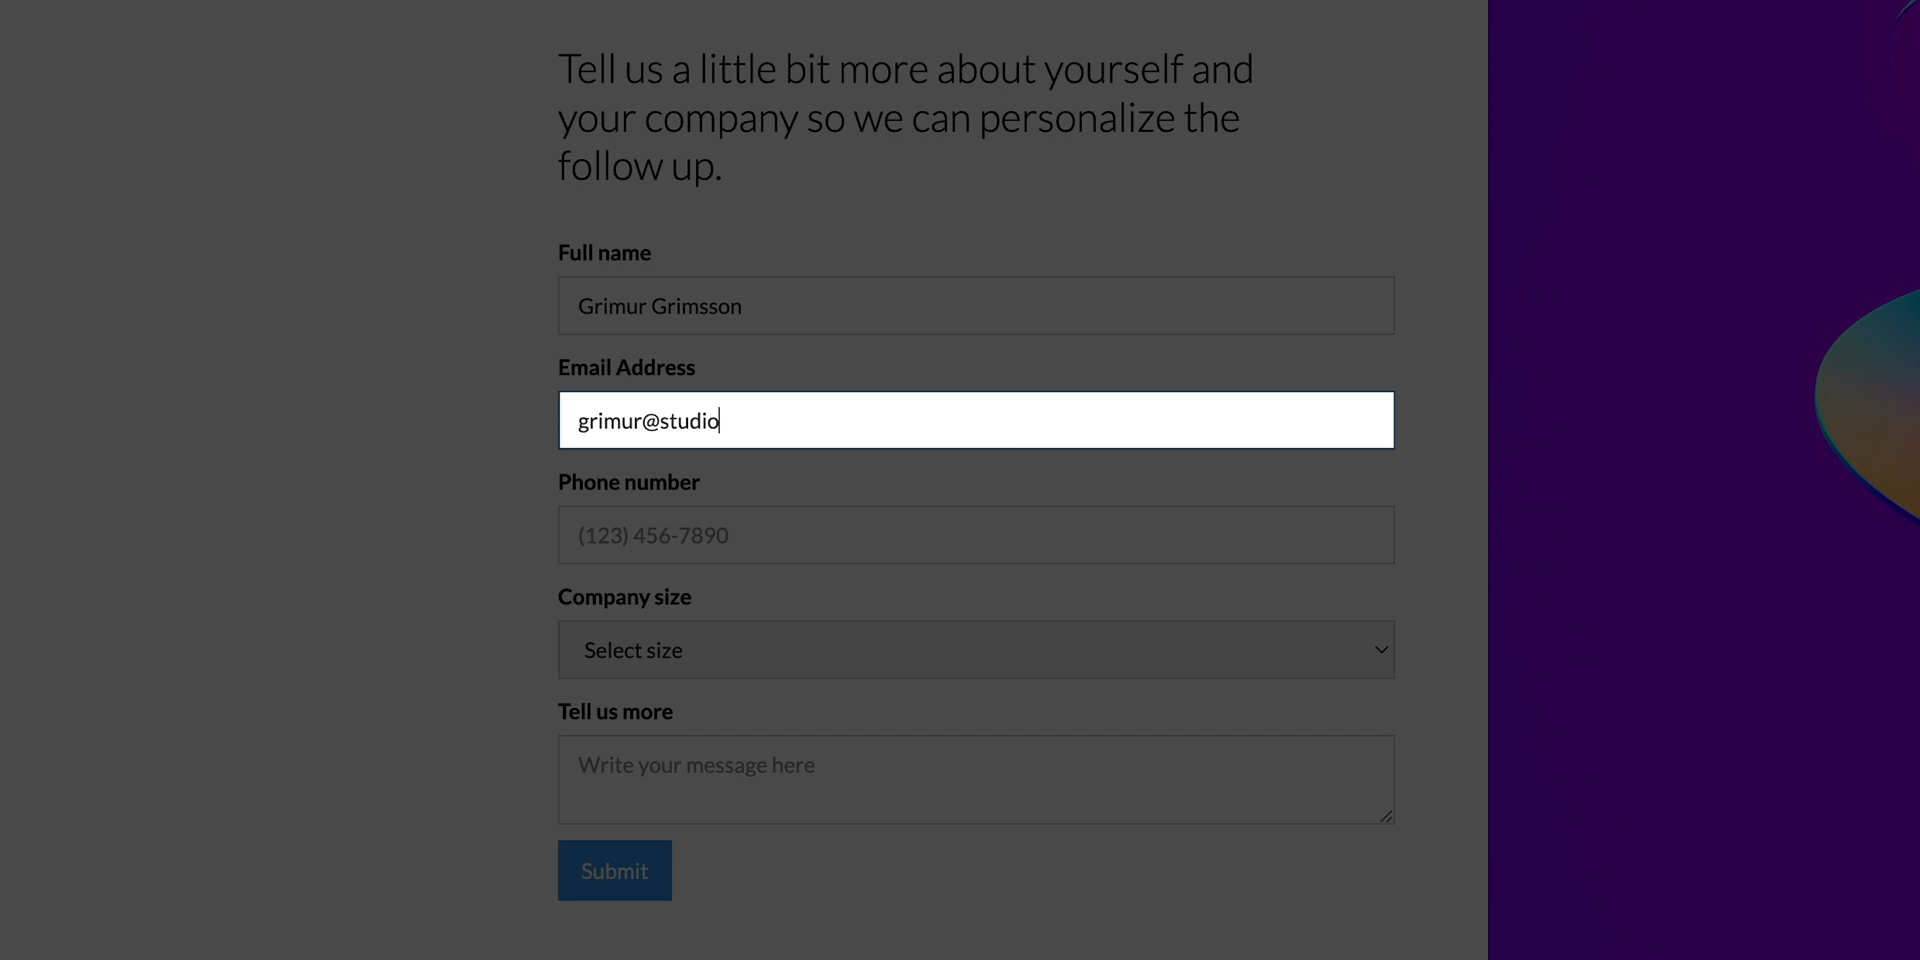 Tell us a little bit more about yourself and
your company so we can personalize the
follow up.
Full name
Grimur Grimsson
Email Address
grimur@studio
Phone number
(123) 456-7890
Company size
Select size
Tell us more
Write your message here
Submit